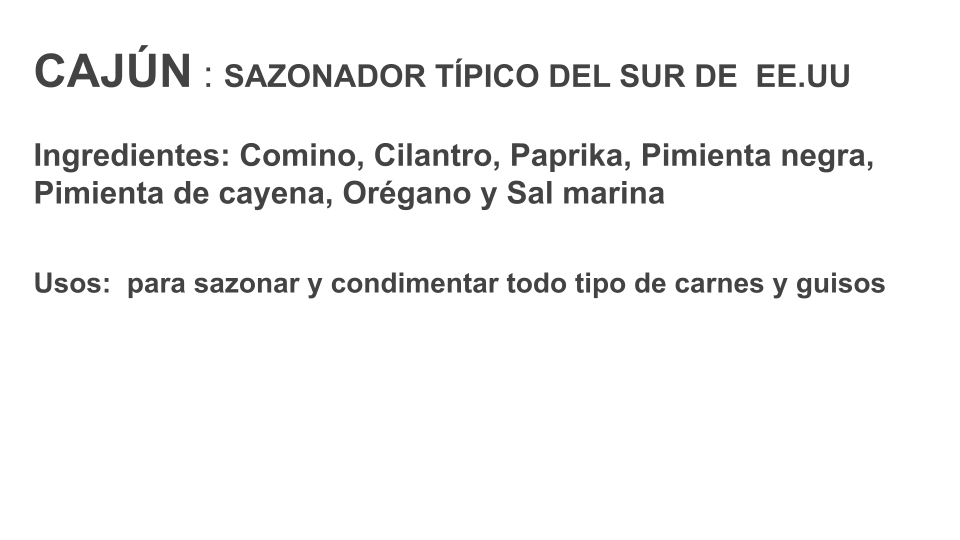 CAJÚN : SAZONADOR TÍPICO DEL SUR DE  EE.UU
Ingredientes: Comino, Cilantro, Paprika, Pimienta negra,
Pimienta de cayena, Orégano y Sal marina
Usos:  para sazonar y condimentar todo tipo de carnes y guisos